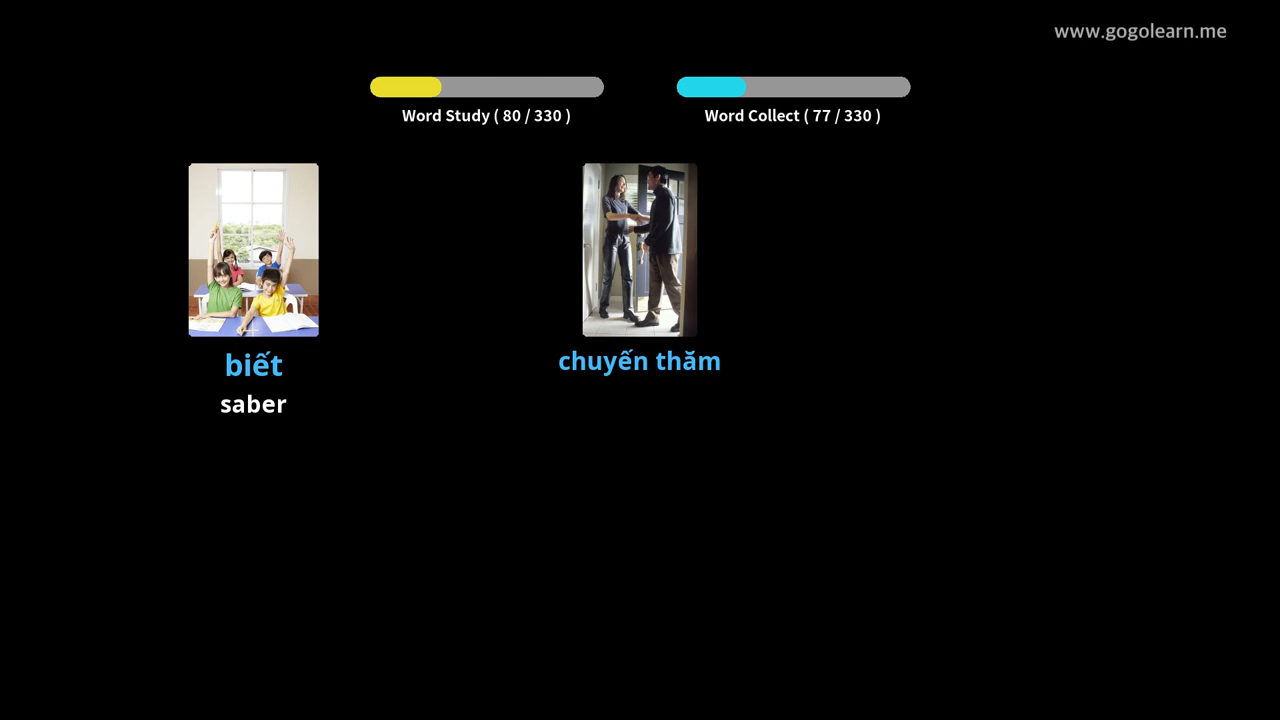 www.gogolearn.me
Word Study ( 80 / 330 )
Word Collect ( 77 / 330 )
biết
saber
chuyến thăm